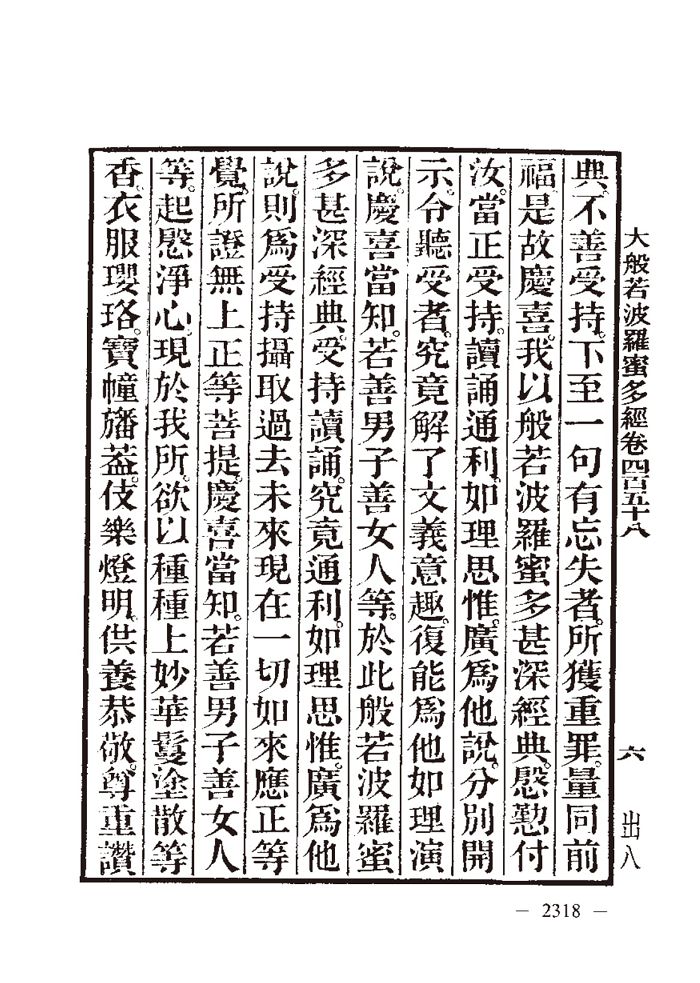 大般若波羅蜜多經卷四百五十八 六 出八
典。不善受持。下至一句有忘失者。所獲重罪。量同前
福。是故慶喜。我以般若波羅蜜多甚深經典。慇懃付
汝。當正受持。讀誦通利。如理思惟。廣爲他說。分別開
示。令聽受者。究竟解了文義意趣。復能爲他如理演
說。慶喜當知。若善男子善女人等。於此般若波羅蜜
多甚深經典。受持讀誦。究竟通利。如理思惟。廣爲他
說。則爲受持攝取過去未來現在一切如來應正等
覺。所證無上正等菩提。慶喜當知。若善男子善女人
等。起慇淨心。現於我所。欲以種種上妙華鬘塗散等
香。衣服瓔珞。寶幢旛蓋。伎樂燈明。供養恭敬。尊重讚
— 2318 —